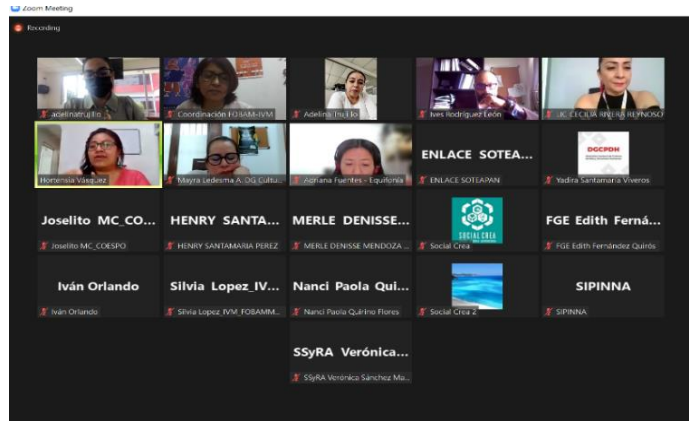 Zoom Meeting
Recording
adelinatrujillo
Coordinación FOBAM-IVM
Adelina Trujillo
Ives Rodríguez León
LIC CECILIA RIVERA REYNOSO
Hortensia Vásquez
Mayra Ledesma A. DG Cultu...
Adriana Fuentes - Equifonía
ENLACE SOTEA...
ENLACE SOTEAPAN
DGCPDH
Yadira Santamaría Viveros
Joselito MC_CO...
Joselito MC_COESPO
HENRY SANTA...
HENRY SANTAMARIA PEREZ
MERLE DENISSE...
MERLE DENISSE MENDOZA ...
SOCIAL CREA
Social Crea
FGE Edith Ferná...
FGE Edith Fernández Quirós
Iván Orlando
Iván Orlando
Silvia Lopez_IV...
Silvia Lopez_IVM_FOBAMM...
Nanci Paola Qui...
Nanci Paola Quirino Flores
Social Crea 2
SIPINNA
SIPINNA
SSyRA Verónica...
SSyRA Verónica Sánchez Ma...